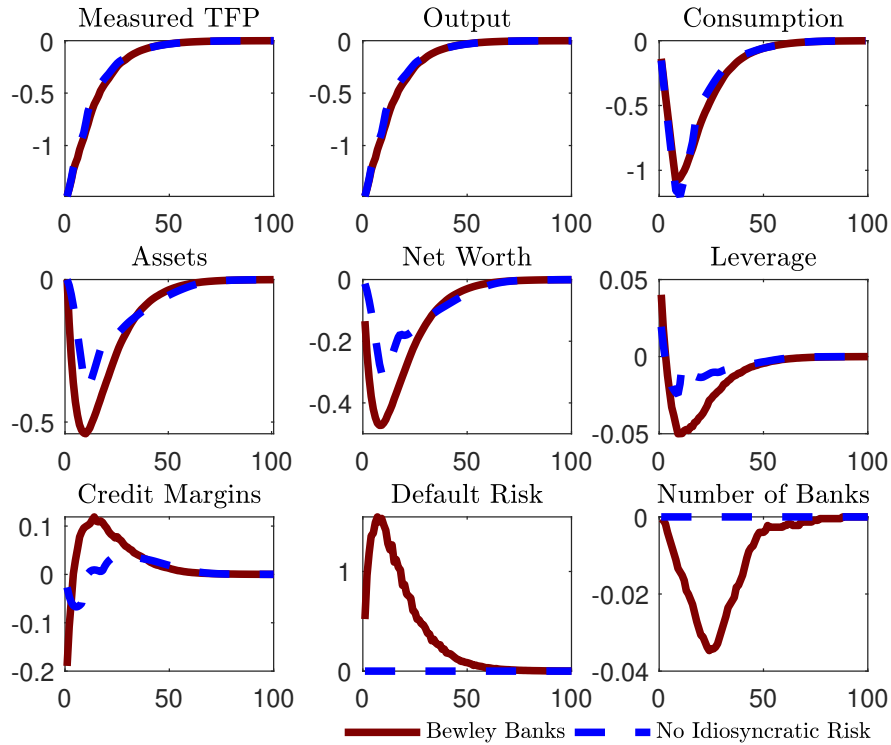 Measured TFP Output Consumption
0 0 0
-0.5 -0.5 -0.5
-1 -1 -1
0 50 100 0 50 100 0 50 100
Assets Net Worth Leverage
0 0 0.05
-0.2 0
-0.5 -0.4 -0.05
0 50 100 0 50 100 0 50 100
Credit Margins Default Risk Number of Banks
0.1 0
0 1 -0.02
-0.1
-0.2 0 -0.04
0 50 100 0 50 100 0 50 100
Bewley Banks No Idiosyncratic Risk